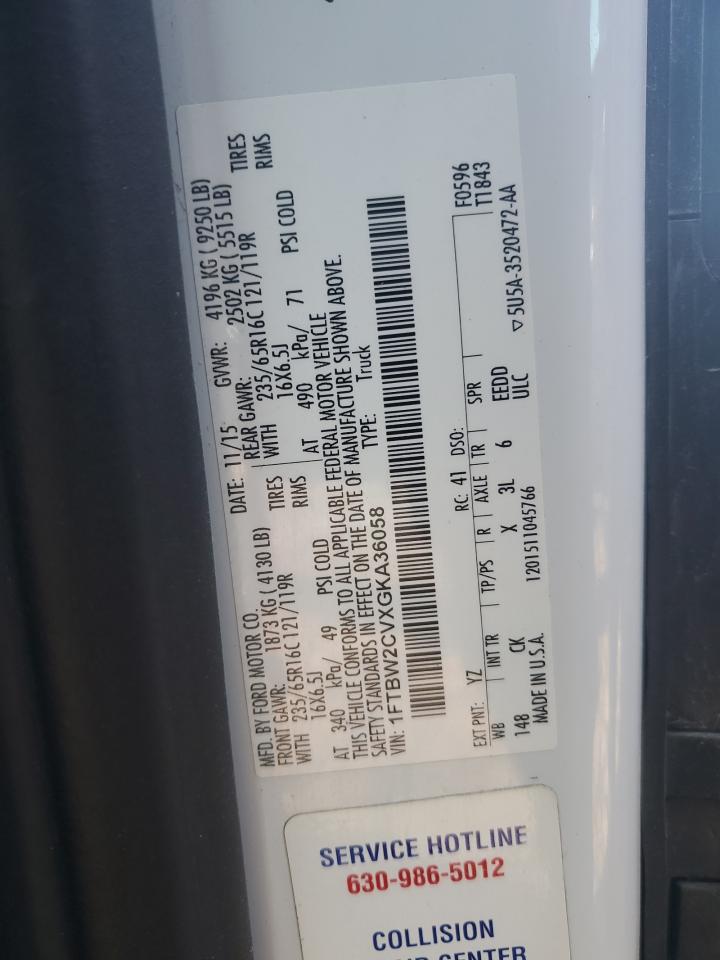 MFD. BY FORD MOTOR CO.
DATE: 11/15
GVWR: 4196 KG ( 9250 LB)
FRONT GAWR: 1873 KG ( 4130 LB)
REAR GAWR: 2502 KG ( 5515 LB)
WITH 235/65R16C 121/119R TIRES
WITH 235/65R16C 121/119R TIRES
16X6.5J RIMS
16X6.5J RIMS
AT 340 kPa/ 49 PSI COLD
AT 490 kPa/ 71 PSI COLD
THIS VEHICLE CONFORMS TO ALL APPLICABLE FEDERAL MOTOR VEHICLE
SAFETY STANDARDS IN EFFECT ON THE DATE OF MANUFACTURE SHOWN ABOVE.
VIN: 1FTBW2CVXGKA36058
TYPE: Truck
F0596
T1843
EXT PNT: YZ RC: 41 DSO:
WB INT TR TP/PS R AXLE TR SPR
148 CK X 3L 6 EEDD
MADE IN U.S.A. 1201511045766 ULC
▽5U5A-3520472-AA
SERVICE HOTLINE
630-986-5012
COLLISION
CENTER